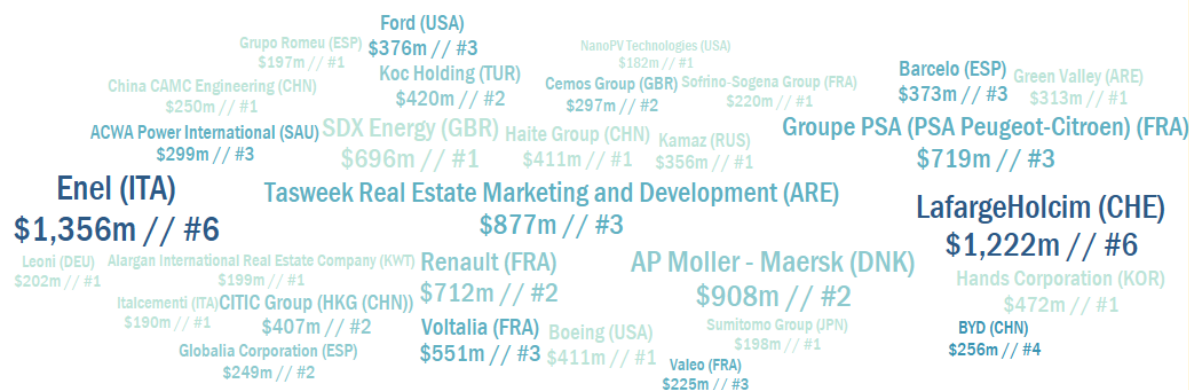 Ford (USA)
$376m // #3
Grupo Romeu (ESP)
$197m // #1
NanoPV Technologies (USA)
$182m // #1
Koc Holding (TUR)
$420m // #2
Barcelo (ESP)
$373m // #3
Green Valley (ARE)
$313m // #1
China CAMC Engineering (CHN)
$250m // #1
Cemos Group (GBR)
$297m // #2
Sofrino-Sogena Group (FRA)
$220m // #1
ACWA Power International (SAU)
$299m // #3
SDX Energy (GBR)
$696m // #1
Haite Group (CHN)
$411m // #1
Kamaz (RUS)
$356m // #1
Groupe PSA (PSA Peugeot-Citroen) (FRA)
$719m // #3
Enel (ITA)
$1,356m // #6
Tasweek Real Estate Marketing and Development (ARE)
$877m // #3
LafargeHolcim (CHE)
$1,222m // #6
Leoni (DEU)
$202m // #1
Alargan International Real Estate Company (KWT)
$199m // #1
Renault (FRA)
$712m // #2
AP Moller - Maersk (DNK)
$908m // #2
Hands Corporation (KOR)
$472m // #1
Italcementi (ITA)
$190m // #1
CITIC Group (HKG (CHN))
$407m // #2
Voltalia (FRA)
$551m // #3
Boeing (USA)
$411m // #1
Sumitomo Group (JPN)
$198m // #1
BYD (CHN)
$256m // #4
Globalia Corporation (ESP)
$249m // #2
Valeo (FRA)
$225m // #3